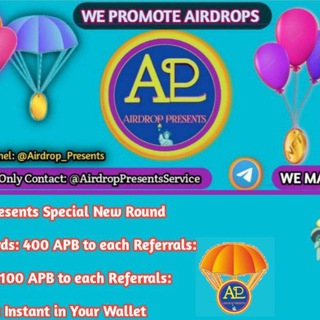 WE PROMOTE AIRDROPS
AP
AIRDROP PRESENTS
nel: @Airdrop_Presents
Only Contact: @AirdropPresentsService
WE MA
esents Special New Round
rds: 400 APB to each Referrals:
100 APB to each Referrals:
Instant in Your Wallet
AP